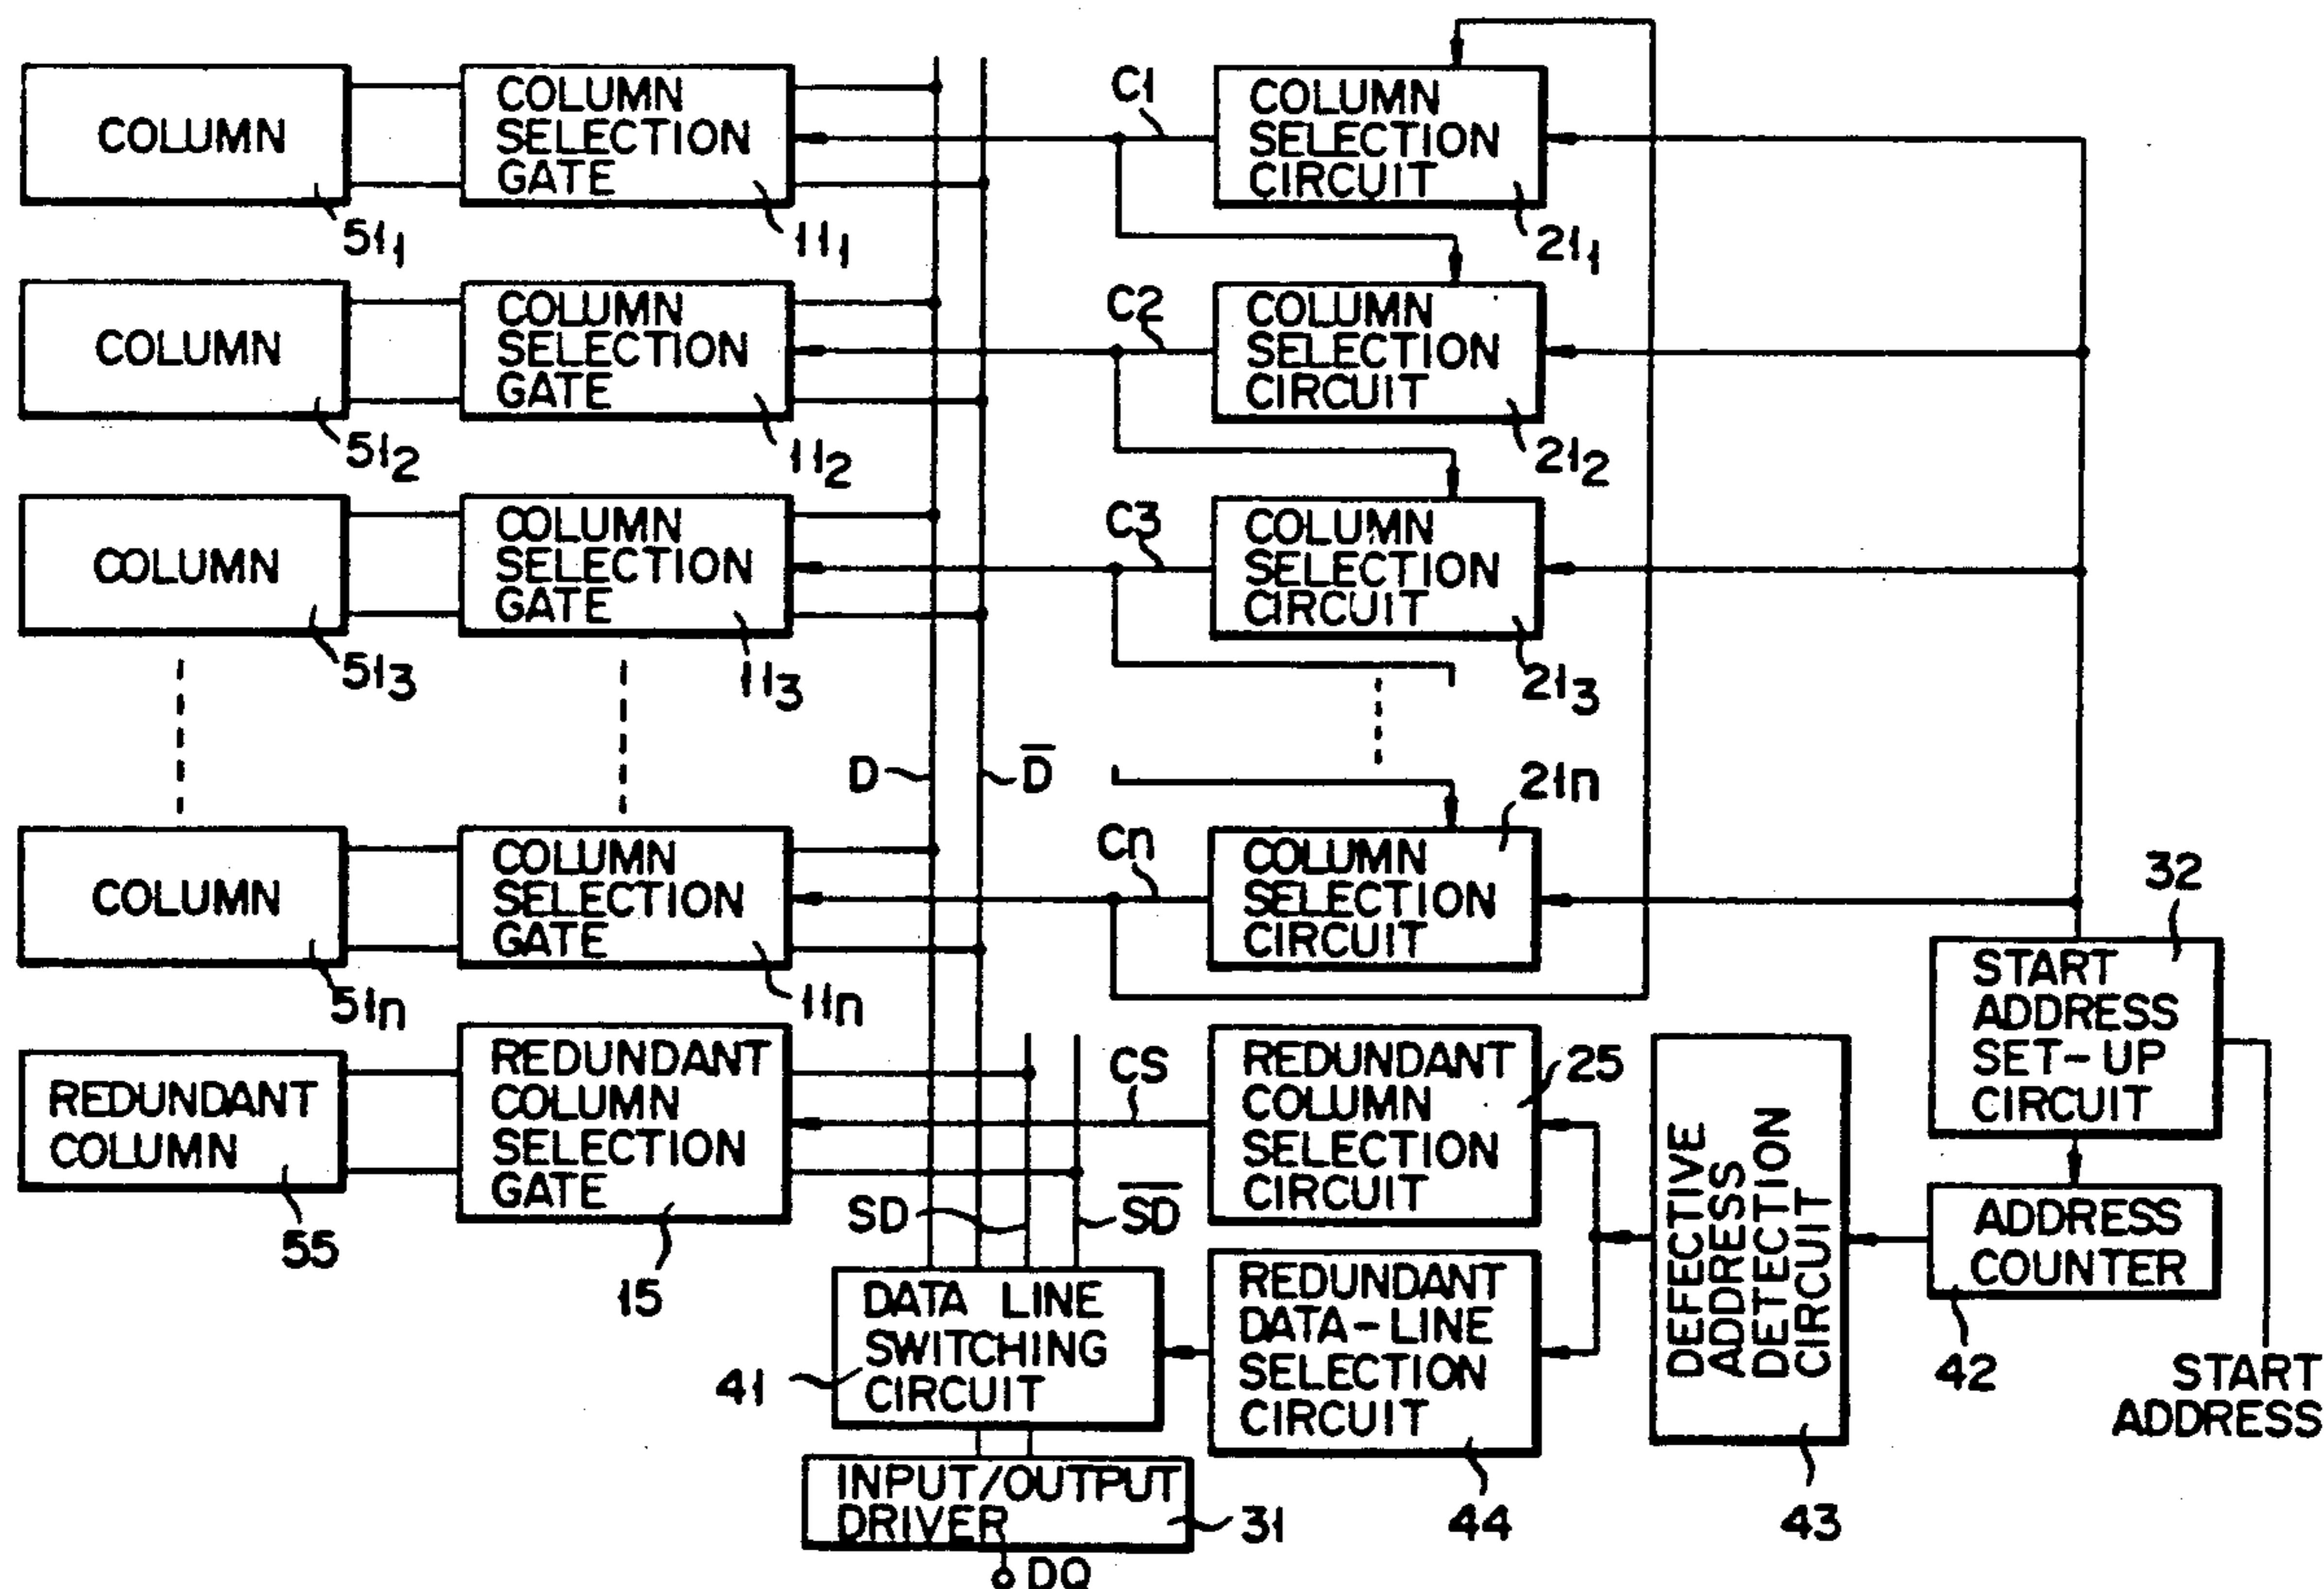 COLUMN
51₁
COLUMN
SELECTION
GATE
11₁
C1
COLUMN
SELECTION
CIRCUIT
21₁
COLUMN
51₂
COLUMN
SELECTION
GATE
11₂
C2
COLUMN
SELECTION
CIRCUIT
21₂
COLUMN
51₃
COLUMN
SELECTION
GATE
11₃
C3
COLUMN
SELECTION
CIRCUIT
21₃
D
D̅
COLUMN
51n
COLUMN
SELECTION
GATE
11n
Cn
COLUMN
SELECTION
CIRCUIT
21n
32
START
ADDRESS
SET-UP
CIRCUIT
REDUNDANT
COLUMN
55
REDUNDANT
COLUMN
SELECTION
GATE
15
CS
SD
S̅D̅
REDUNDANT
COLUMN
SELECTION
CIRCUIT
25
DEFECTIVE
ADDRESS
DETECTION
CIRCUIT
43
ADDRESS
COUNTER
42
START
ADDRESS
DATA LINE
SWITCHING
CIRCUIT
41
REDUNDANT
DATA-LINE
SELECTION
CIRCUIT
44
INPUT/OUTPUT
DRIVER
31
DQ